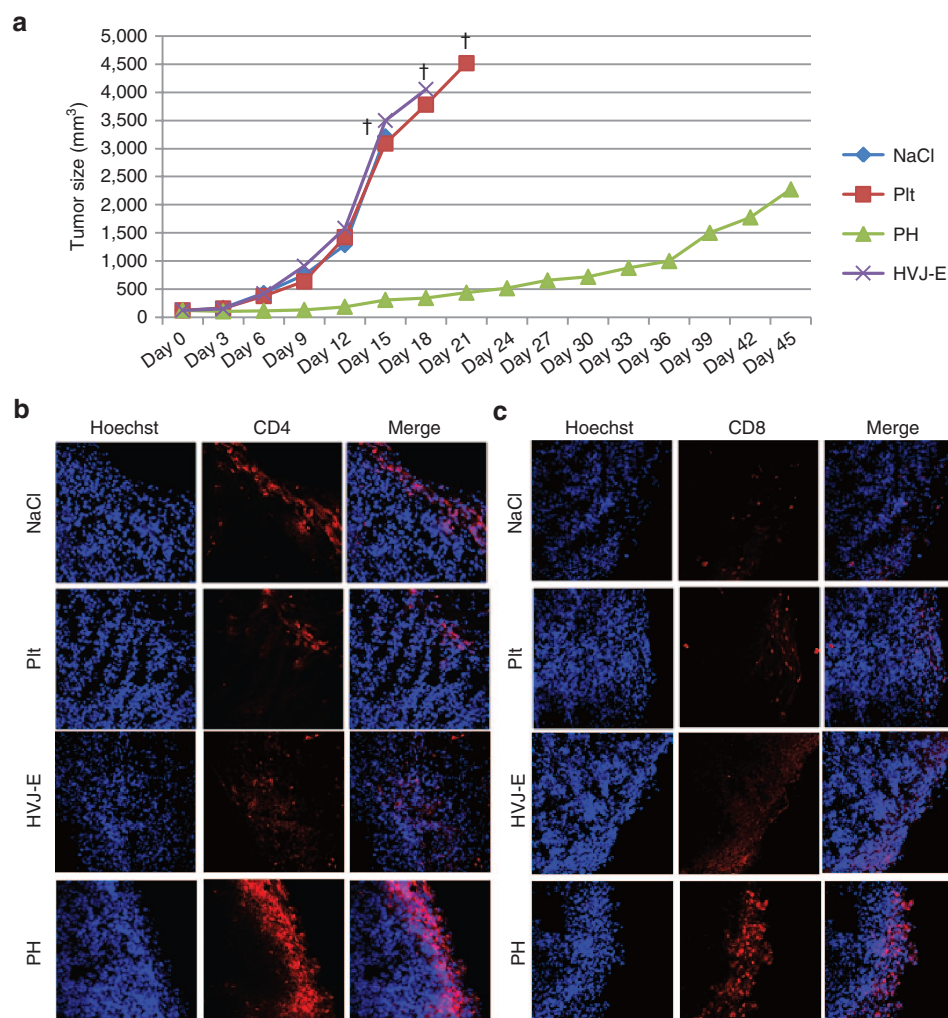 a
Tumor size (mm³)
5,000
4,500
4,000
3,500
3,000
2,500
2,000
1,500
1,000
500
0
†
†
†
Day 0 Day 3 Day 6 Day 9 Day 12 Day 15 Day 18 Day 21 Day 24 Day 27 Day 30 Day 33 Day 36 Day 39 Day 42 Day 45
NaCl
Plt
PH
HVJ-E
b
Hoechst CD4 Merge
NaCl
Plt
HVJ-E
PH
c
Hoechst CD8 Merge
NaCl
Plt
HVJ-E
PH